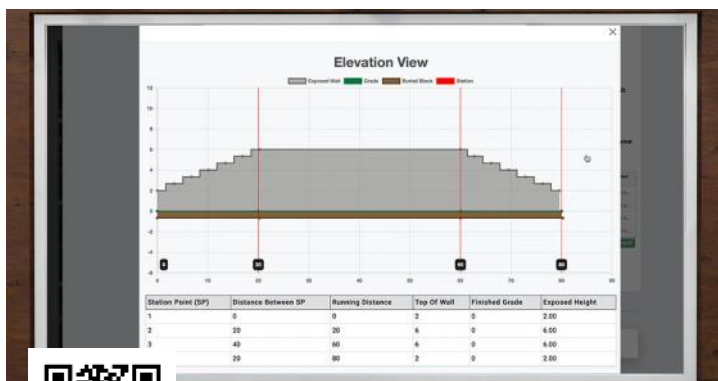 Elevation View
Exposed Wall Grade Buried Block Station
12
10
8
6
4
2
0
-2
-4
-6
0 20 60 80
0 10 20 30 40 50 60 70 80 90
Station Point (SP) Distance Between SP Running Distance Top Of Wall Finished Grade Exposed Height
1 0 0 2 0 2.00
2 20 20 6 0 6.00
3 40 60 6 0 6.00
20 80 2 0 2.00